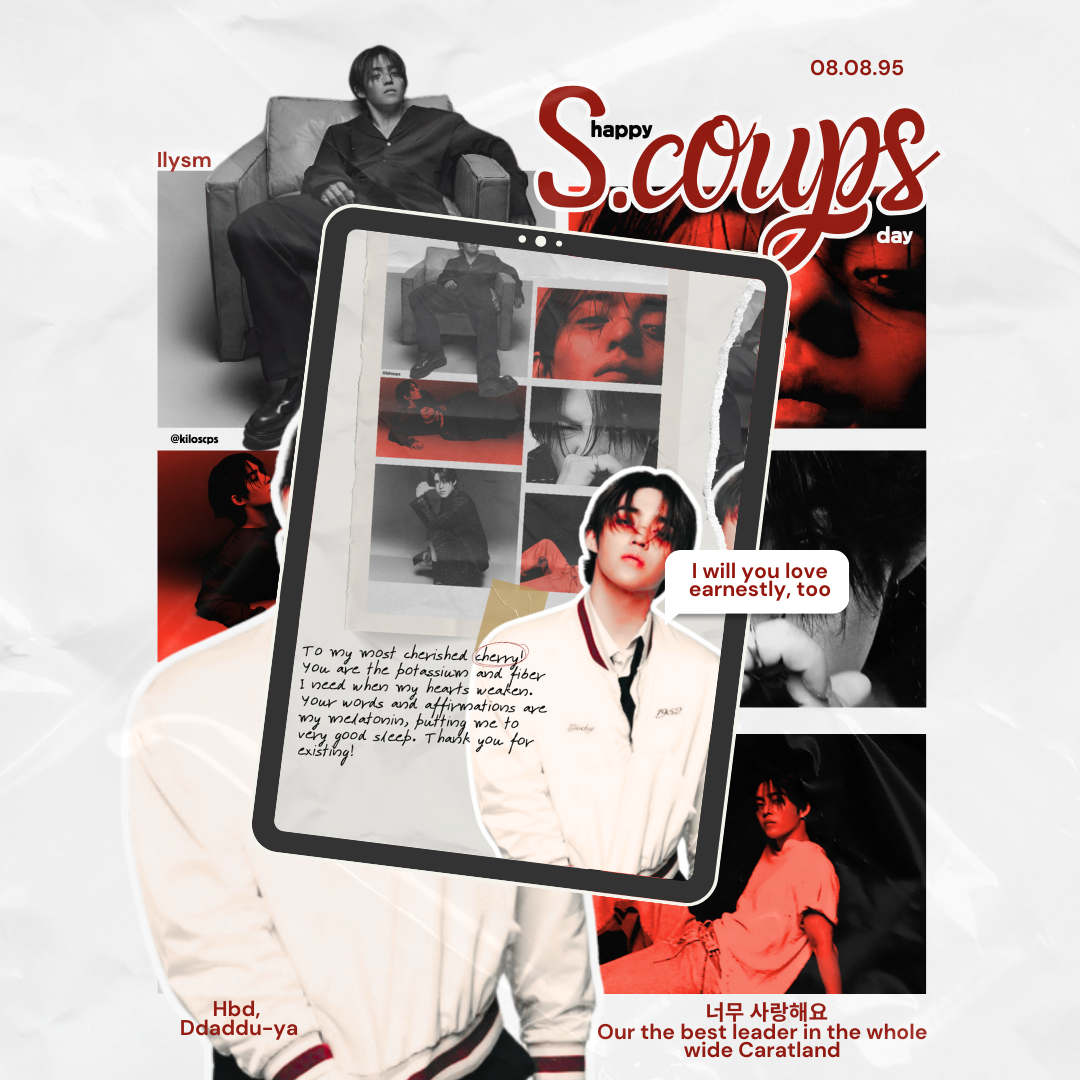 08.08.95
happy
S.coups
day
llysm
@kiloscps
I will you love
earnestly, too
To my most cherished cherry!
You are the potassium and fiber
I need when my hearts weaken.
Your words and affirmations are
my melatonin, putting me to
very good sleep. Thank you for
existing!
Hbd,
Ddaddu-ya
너무 사랑해요
Our the best leader in the whole
wide Caratland